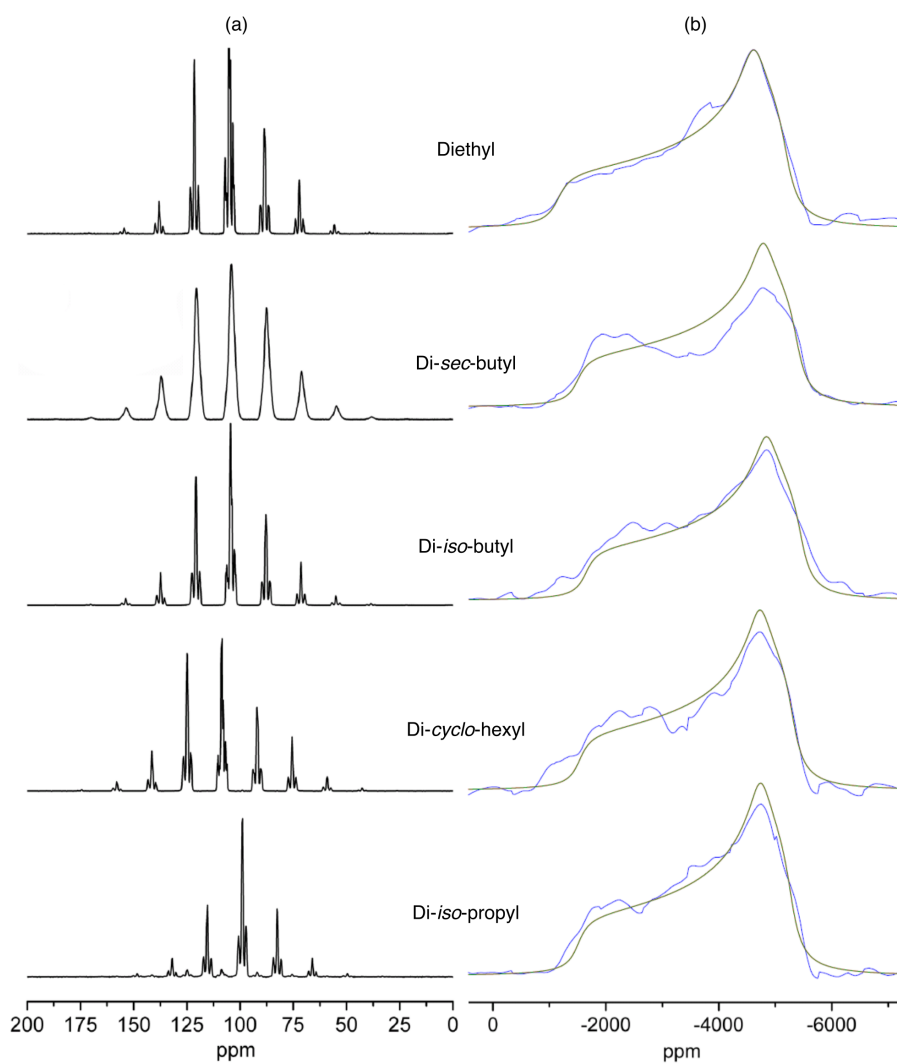 (a) (b)
Diethyl
Di-sec-butyl
Di-iso-butyl
Di-cyclo-hexyl
Di-iso-propyl
200 175 150 125 100 75 50 25 0 0 -2000 -4000 -6000
ppm ppm